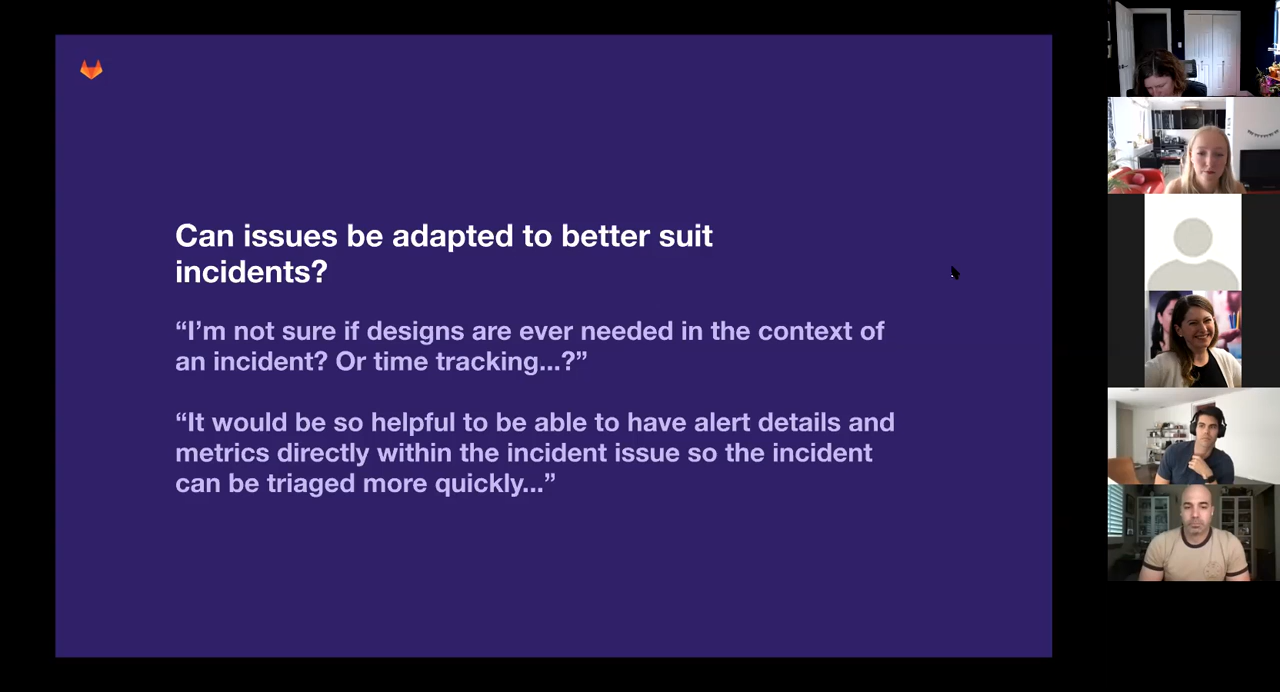 Can issues be adapted to better suit
incidents?
“I’m not sure if designs are ever needed in the context of
an incident? Or time tracking...?”
“It would be so helpful to be able to have alert details and
metrics directly within the incident issue so the incident
can be triaged more quickly...”